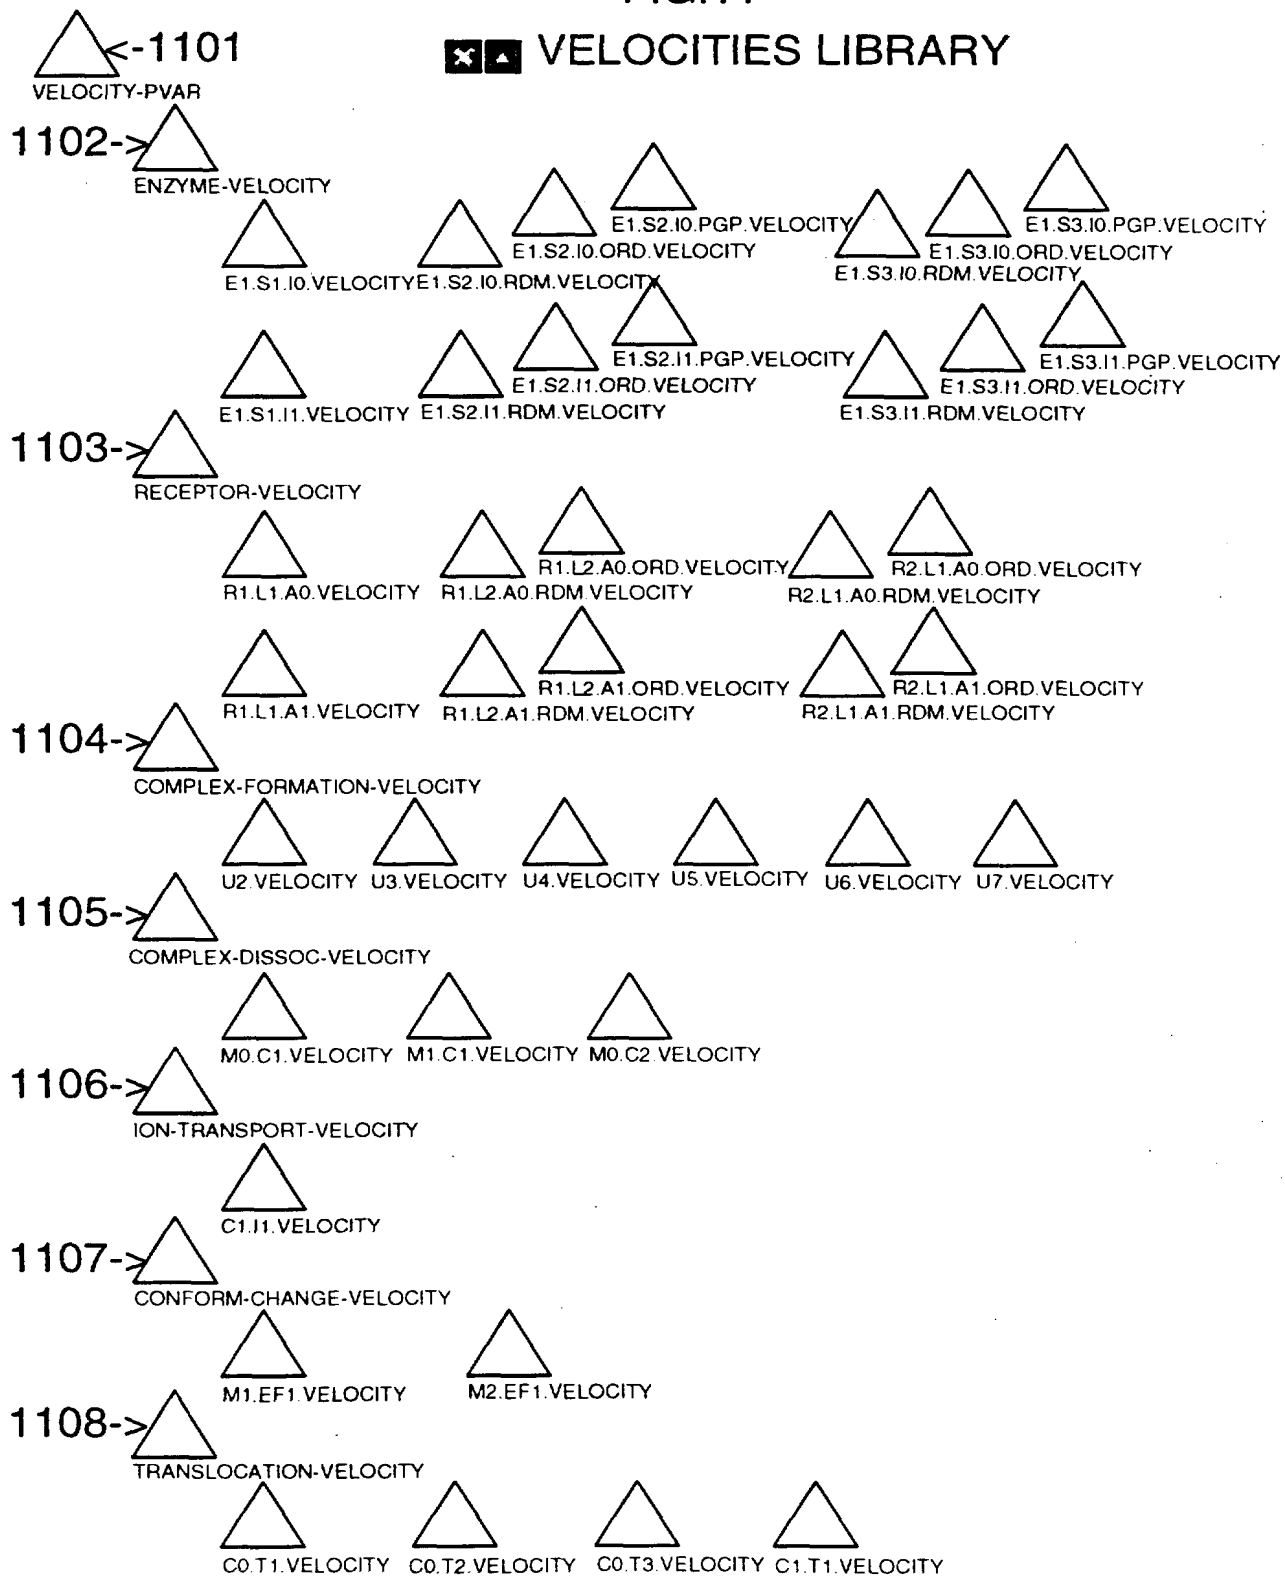 <-1101
VELOCITIES LIBRARY
VELOCITY-PVAR
1102->
ENZYME-VELOCITY
E1.S2.I0.PGP.VELOCITY
E1.S3.I0.PGP.VELOCITY
E1.S2.I0.ORD.VELOCITY
E1.S3.I0.ORD.VELOCITY
E1.S1.I0.VELOCITY
E1.S2.I0.RDM.VELOCITY
E1.S3.I0.RDM.VELOCITY
E1.S2.I1.PGP.VELOCITY
E1.S3.I1.PGP.VELOCITY
E1.S2.I1.ORD.VELOCITY
E1.S3.I1.ORD.VELOCITY
E1.S1.I1.VELOCITY
E1.S2.I1.RDM.VELOCITY
E1.S3.I1.RDM.VELOCITY
1103->
RECEPTOR-VELOCITY
R1.L2.A0.ORD.VELOCITY
R2.L1.A0.ORD.VELOCITY
R1.L1.A0.VELOCITY
R1.L2.A0.RDM.VELOCITY
R2.L1.A0.RDM.VELOCITY
R1.L2.A1.ORD.VELOCITY
R2.L1.A1.ORD.VELOCITY
R1.L1.A1.VELOCITY
R1.L2.A1.RDM.VELOCITY
R2.L1.A1.RDM.VELOCITY
1104->
COMPLEX-FORMATION-VELOCITY
U2.VELOCITY U3.VELOCITY U4.VELOCITY U5.VELOCITY U6.VELOCITY U7.VELOCITY
1105->
COMPLEX-DISSOC-VELOCITY
M0.C1.VELOCITY M1.C1.VELOCITY M0.C2.VELOCITY
1106->
ION-TRANSPORT-VELOCITY
C1.I1.VELOCITY
1107->
CONFORM-CHANGE-VELOCITY
M1.EF1.VELOCITY M2.EF1.VELOCITY
1108->
TRANSLOCATION-VELOCITY
C0.T1.VELOCITY C0.T2.VELOCITY C0.T3.VELOCITY C1.T1.VELOCITY